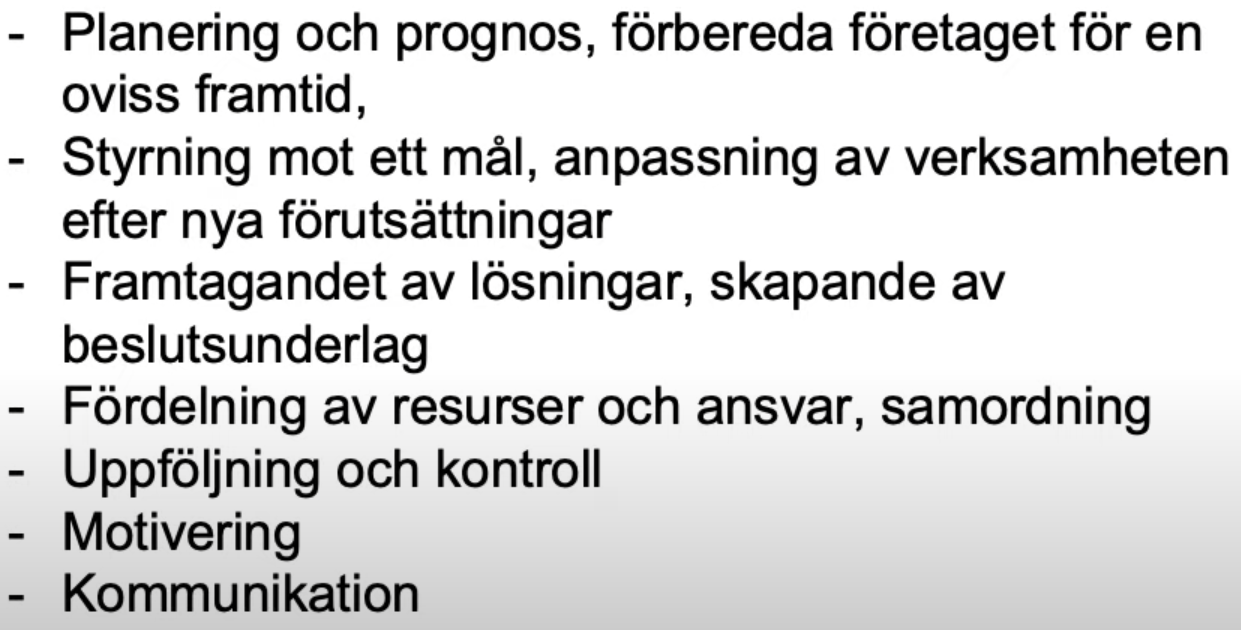 - Planering och prognos, förbereda företaget för en
oviss framtid,
- Styrning mot ett mål, anpassning av verksamheten
efter nya förutsättningar
- Framtagandet av lösningar, skapande av
beslutsunderlag
- Fördelning av resurser och ansvar, samordning
- Uppföljning och kontroll
- Motivering
- Kommunikation